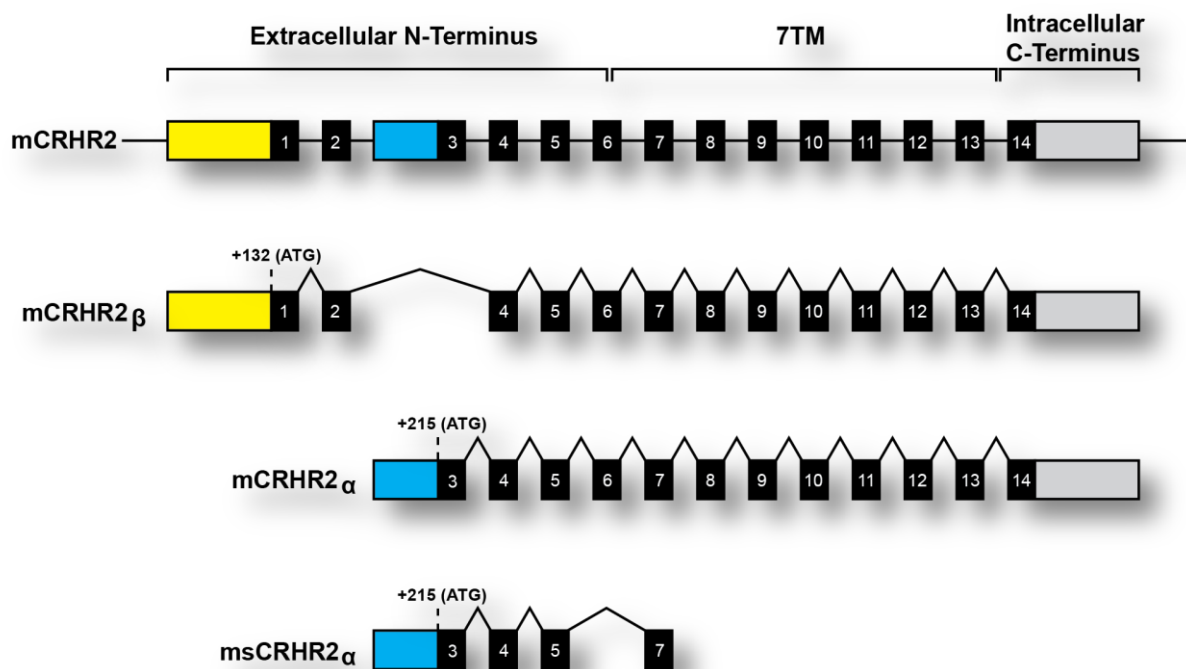 Extracellular N-Terminus 7TM Intracellular
C-Terminus
mCRHR2 1 2 3 4 5 6 7 8 9 10 11 12 13 14
+132 (ATG)
mCRHR2β 1 2 4 5 6 7 8 9 10 11 12 13 14
+215 (ATG)
mCRHR2α 3 4 5 6 7 8 9 10 11 12 13 14
+215 (ATG)
msCRHR2α 3 4 5 7